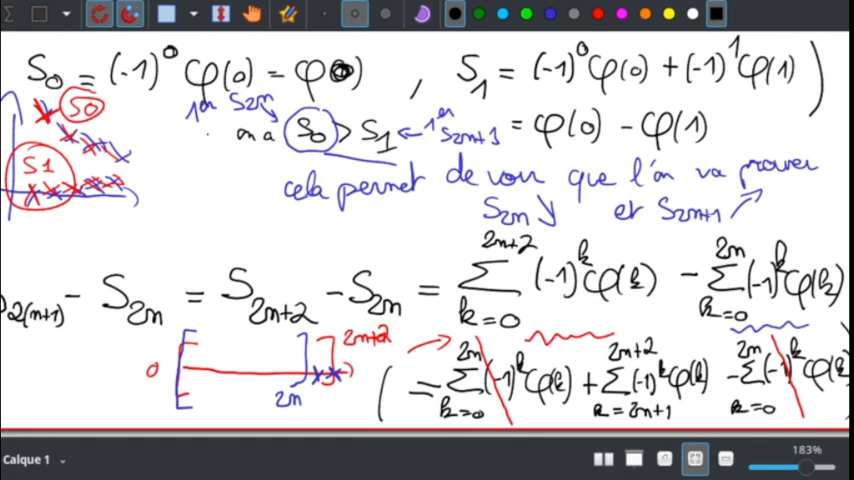 S₀ = (-1)⁰ φ(0) = φ(0) , S₁ = (-1)⁰ φ(0) + (-1)¹ φ(1)
S0
1er S2n
on a S₀ > S₁ ← 1er S2n+1 = φ(0) - φ(1)
S1
cela permet de voir que l'on va prouver
S2n ↘ et S2n+1 ↗
S2(n+1) - S2n = S2n+2 - S2n = ∑_{k=0}^{2n+2} (-1)^k φ(k) - ∑_{k=0}^{2n} (-1)^k φ(k)
0 2n 2n+2
( = ∑_{k=0}^{2n} (-1)^k φ(k) + ∑_{k=2n+1}^{2n+2} (-1)^k φ(k) - ∑_{k=0}^{2n} (-1)^k φ(k)
183%
Calque 1